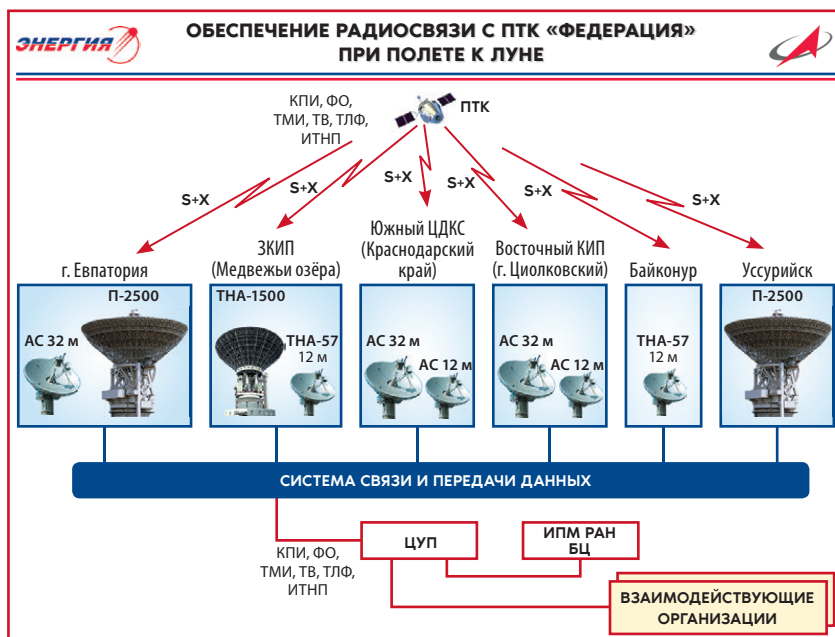 ЭНЕРГИЯ
ОБЕСПЕЧЕНИЕ РАДИОСВЯЗИ С ПТК «ФЕДЕРАЦИЯ»
ПРИ ПОЛЕТЕ К ЛУНЕ
КПИ, ФО,
ТМИ, ТВ, ТЛФ,
ИТНП
ПТК
S+X
S+X
S+X
S+X
S+X
S+X
г. Евпатория
ЗКИП
(Медвежьи озёра)
Южный ЦДКС
(Краснодарский
край)
Восточный КИП
(г. Циолковский)
Байконур
Уссурийск
П-2500
АС 32 м
ТНА-1500
ТНА-57
12 м
АС 32 м
АС 12 м
АС 32 м
АС 12 м
ТНА-57
12 м
П-2500
СИСТЕМА СВЯЗИ И ПЕРЕДАЧИ ДАННЫХ
КПИ, ФО,
ТМИ, ТВ, ТЛФ,
ИТНП
ЦУП
ИПМ РАН
БЦ
ВЗАИМОДЕЙСТВУЮЩИЕ
ОРГАНИЗАЦИИ